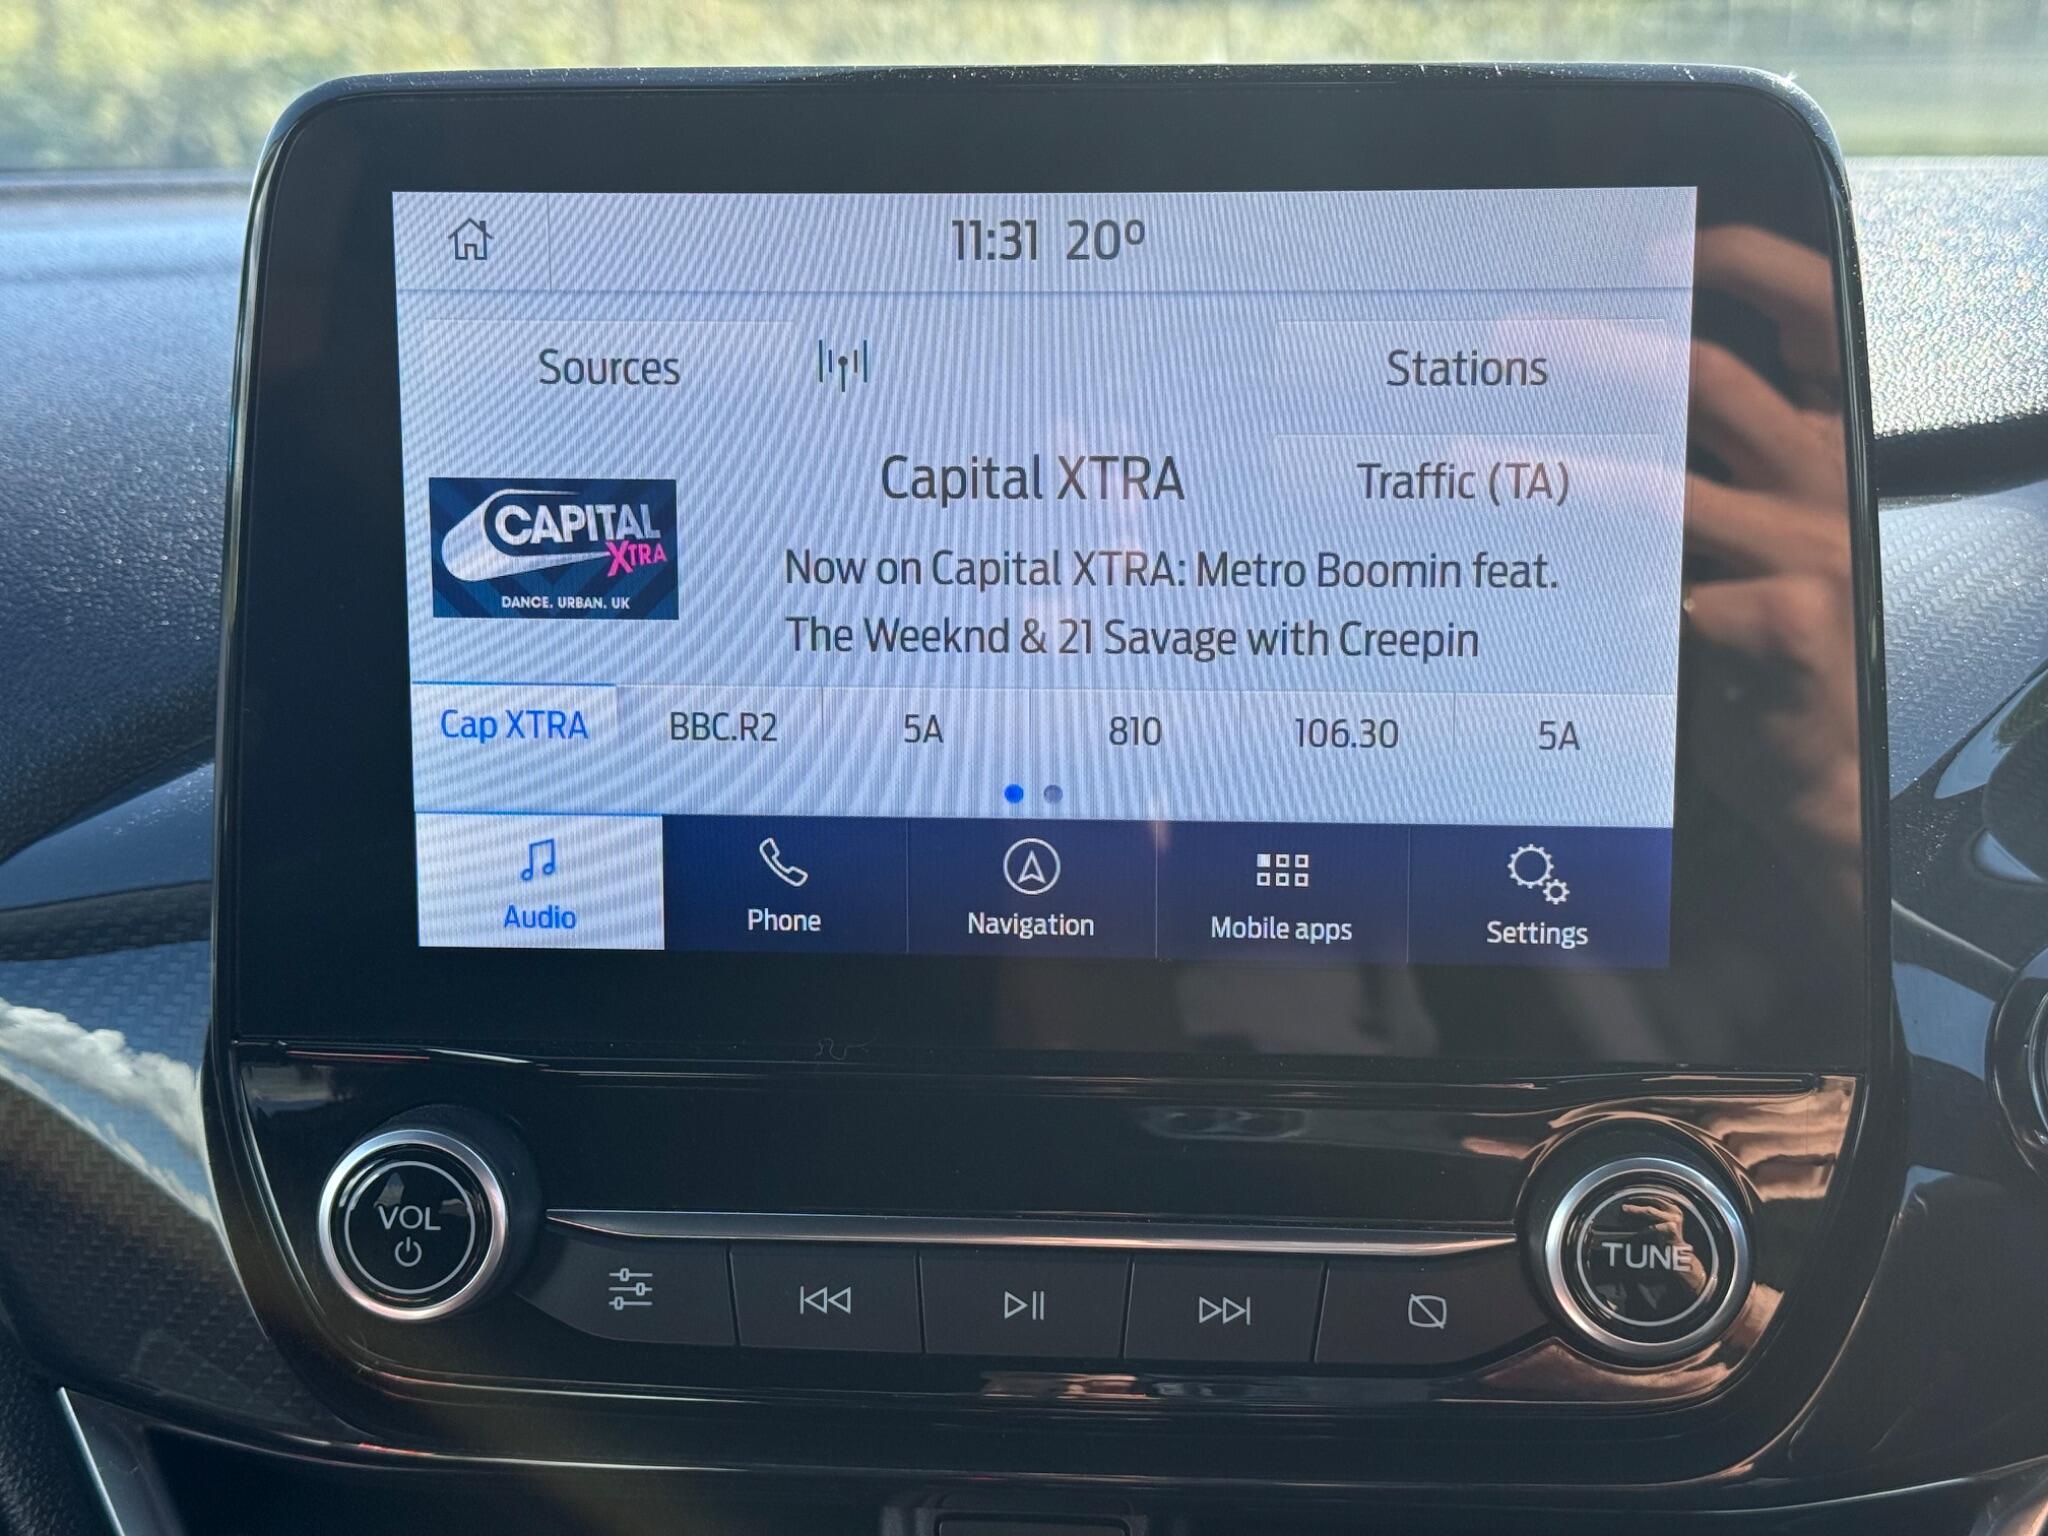 11:31 20°
Sources
Stations
Capital XTRA
Traffic (TA)
CAPITAL
XTRA
DANCE. URBAN. UK
Now on Capital XTRA: Metro Boomin feat.
The Weeknd & 21 Savage with Creepin
Cap XTRA BBC.R2 5A 810 106.30 5A
Audio Phone Navigation Mobile apps Settings
VOL
TUNE